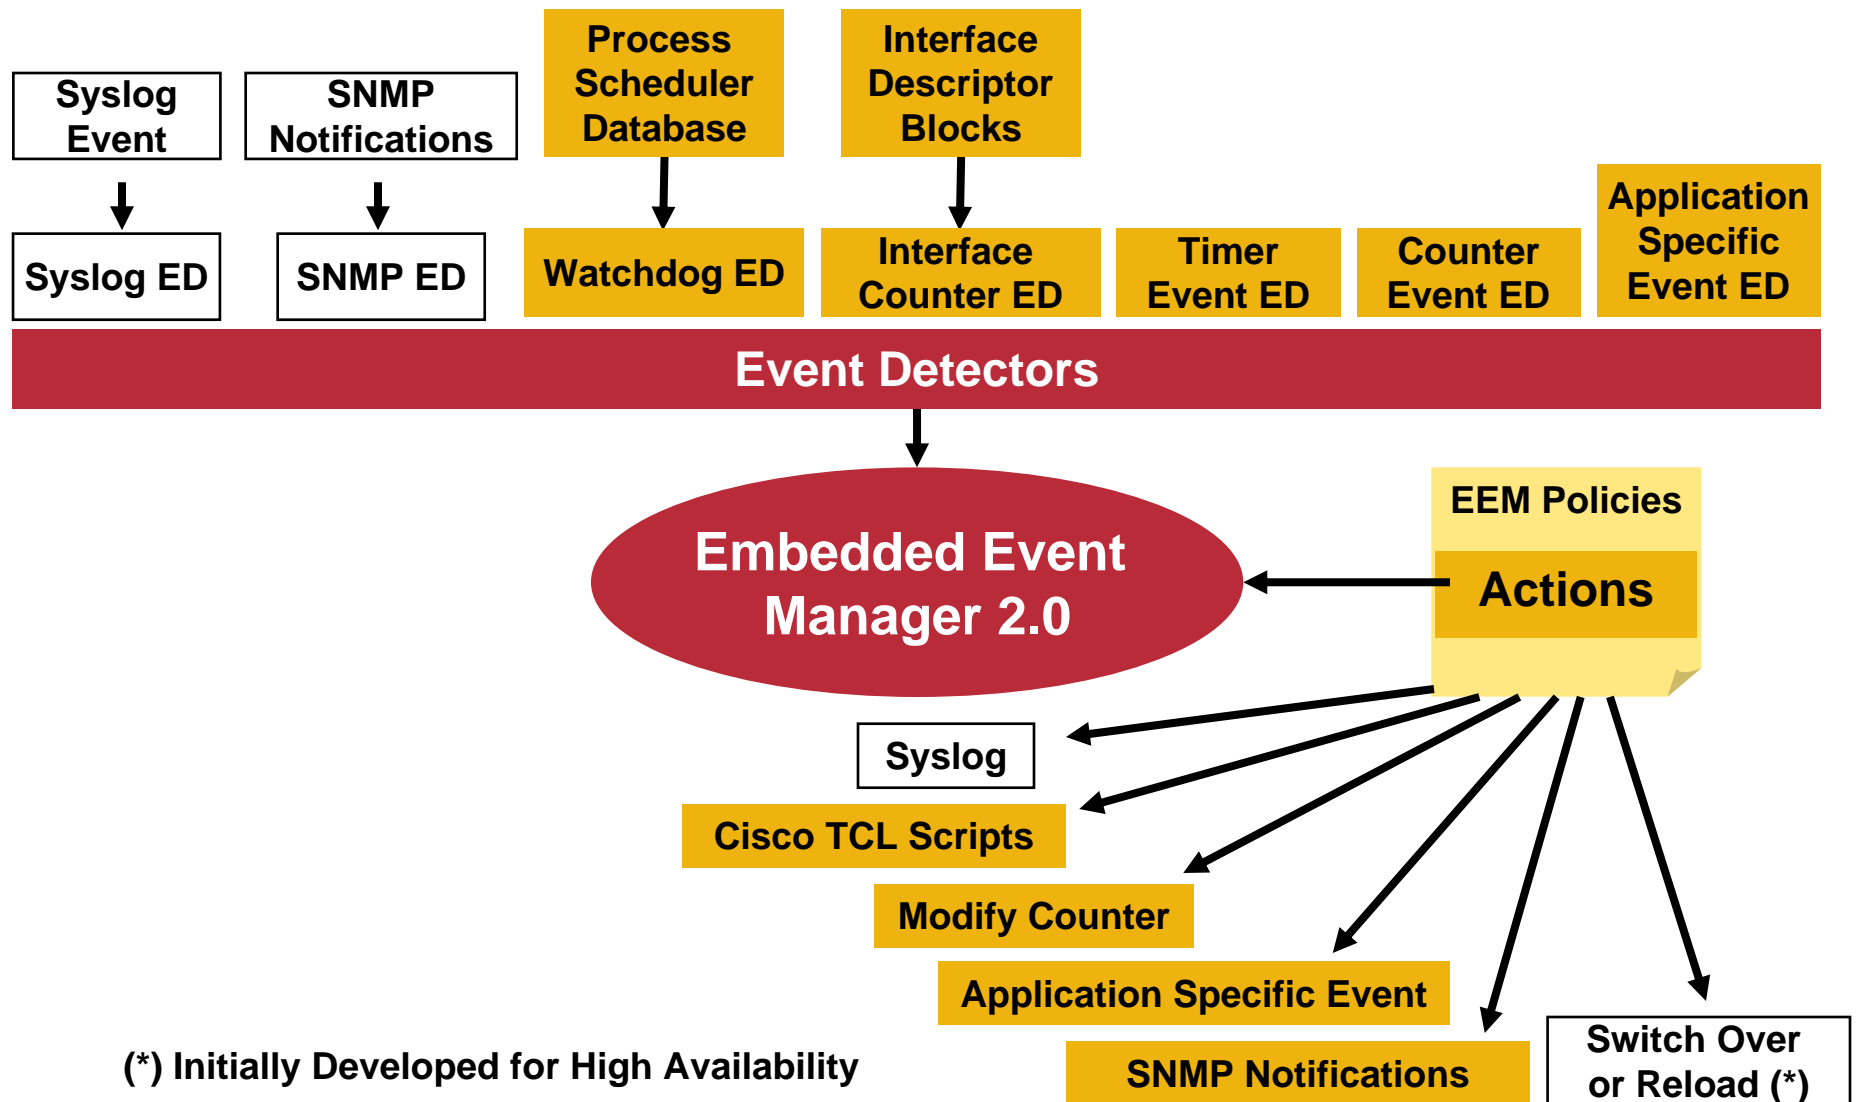 Process
Scheduler
Database
Interface
Descriptor
Blocks
Syslog
Event
SNMP
Notifications
Application
Specific
Event ED
Syslog ED
SNMP ED
Watchdog ED
Interface
Counter ED
Timer
Event ED
Counter
Event ED
Event Detectors
EEM Policies
Actions
Embedded Event
Manager 2.0
Syslog
Cisco TCL Scripts
Modify Counter
Application Specific Event
SNMP Notifications
Switch Over
or Reload (*)
(*) Initially Developed for High Availability